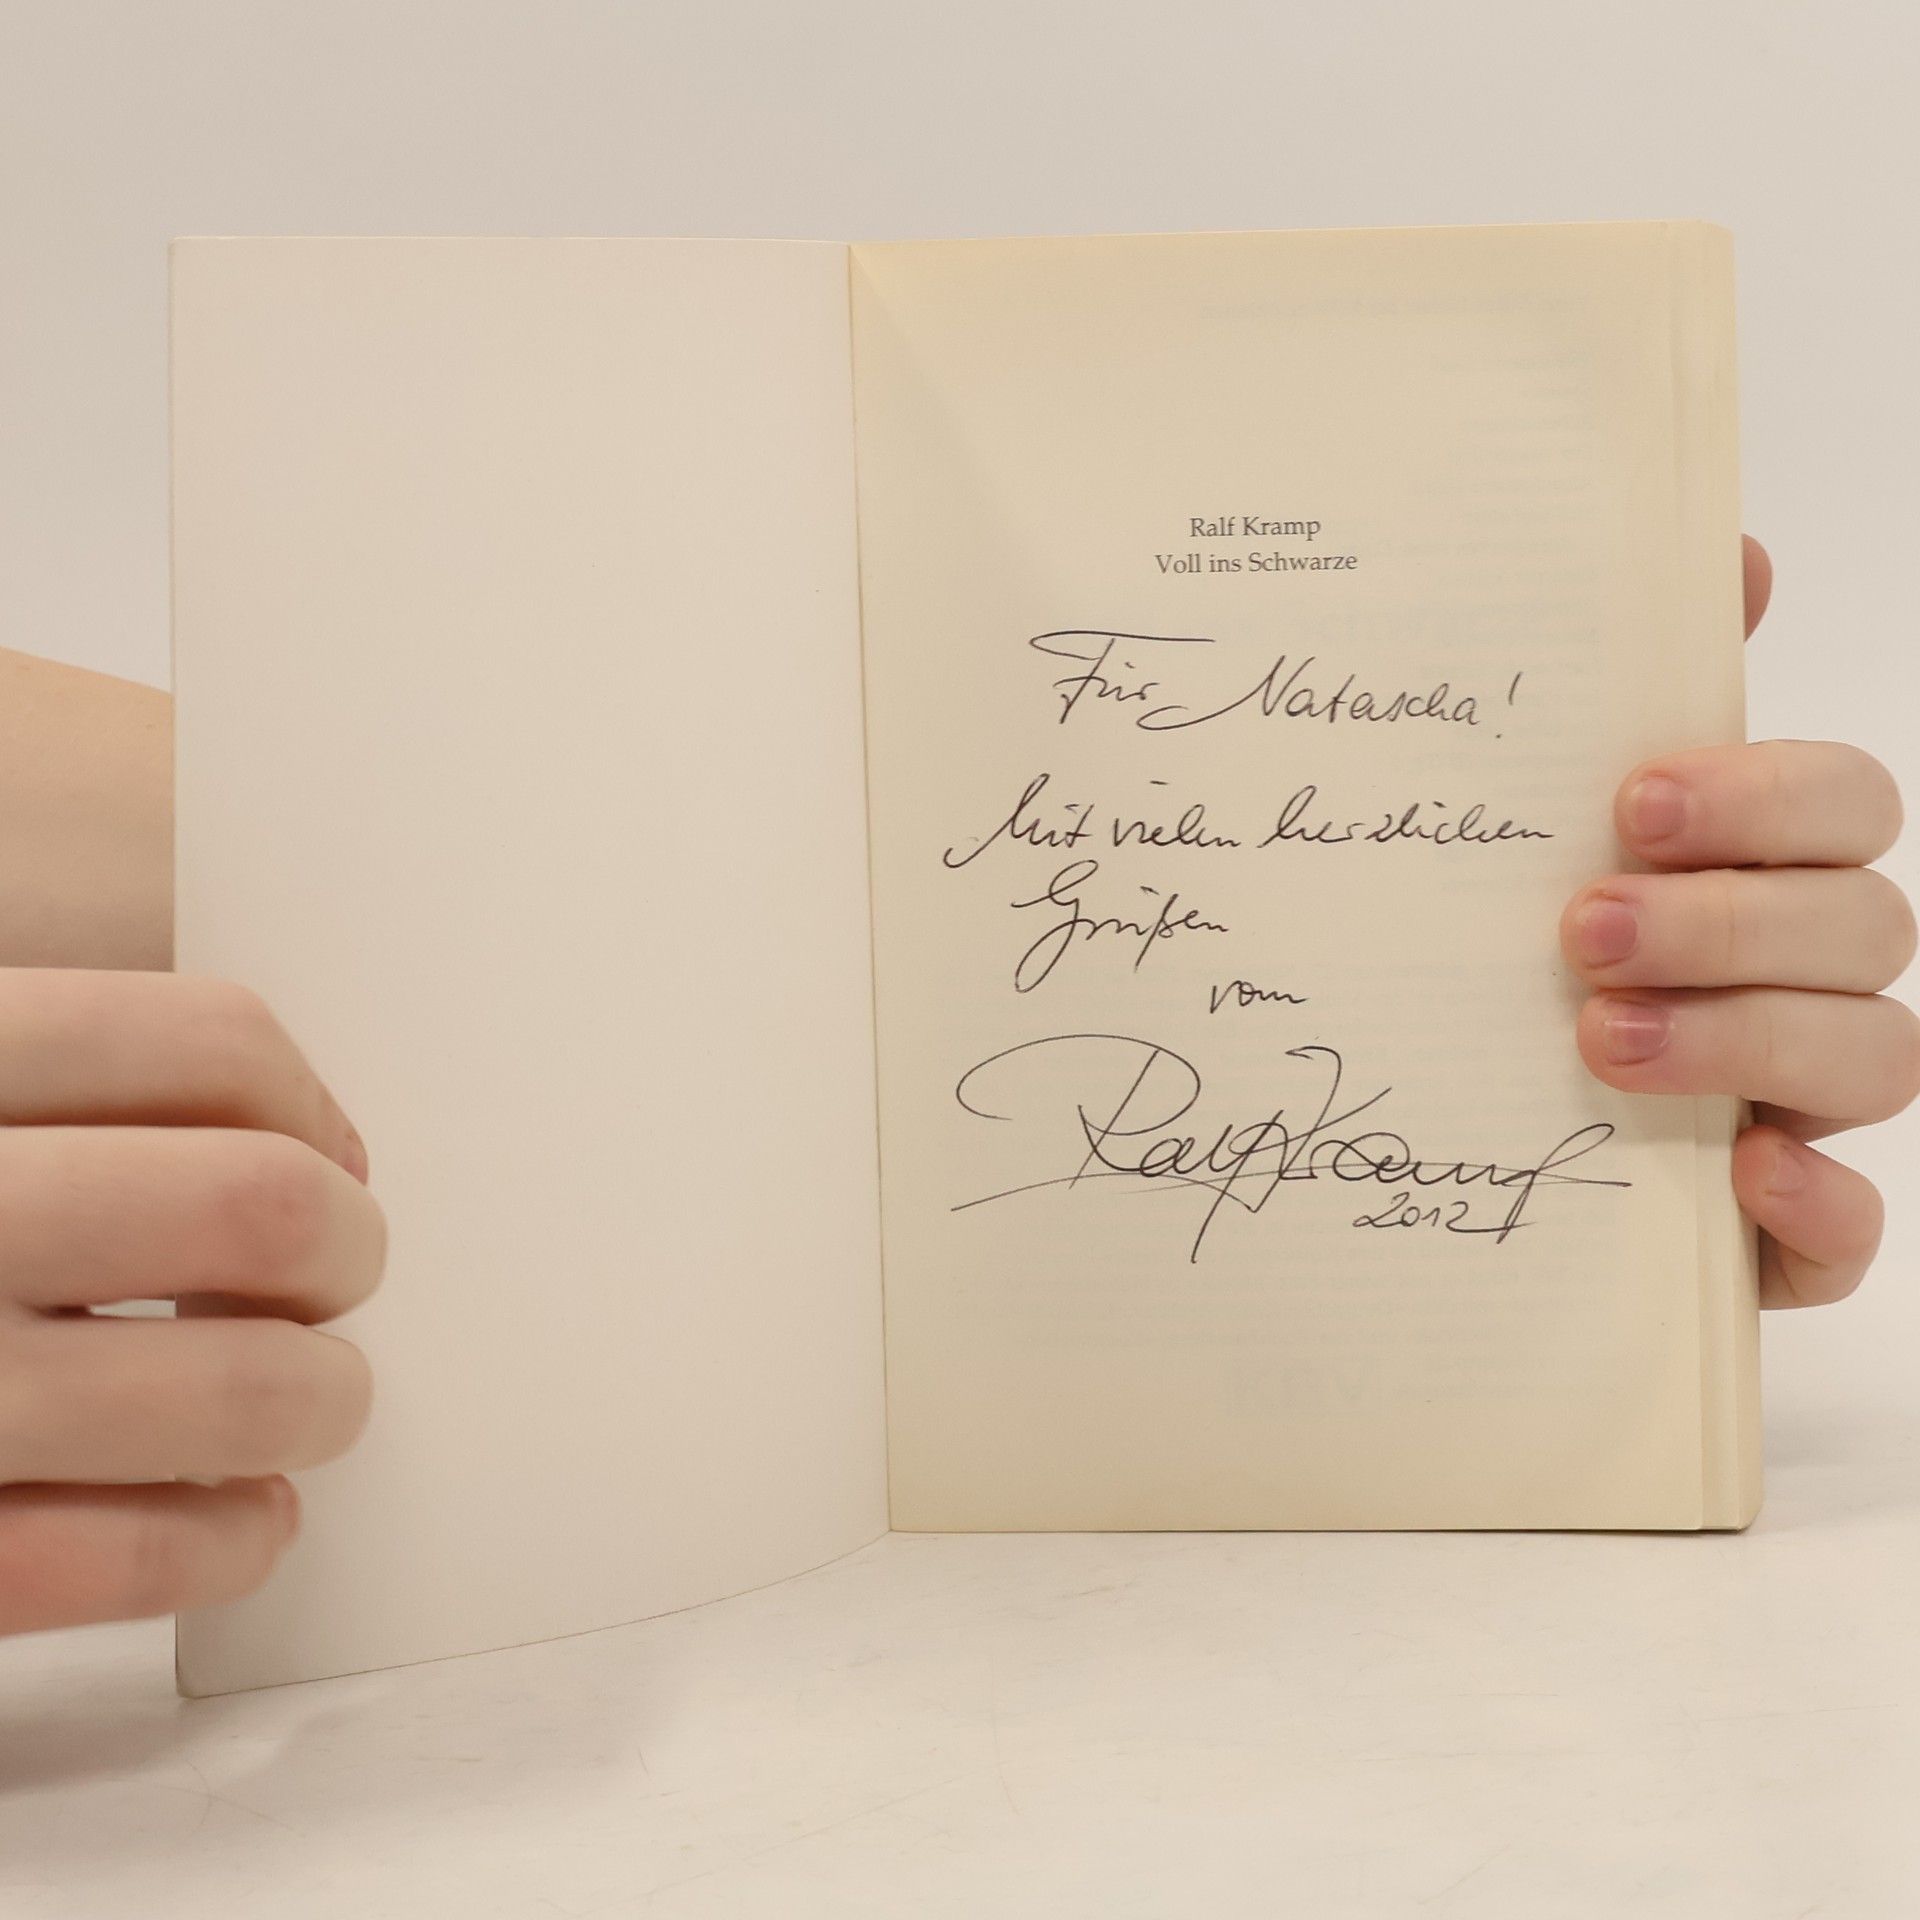 Ralf Kramp
Voll ins Schwarze
Für Natascha!
Mit vielen herzlichen
Grüßen
vom
Ralf Kramp
2012